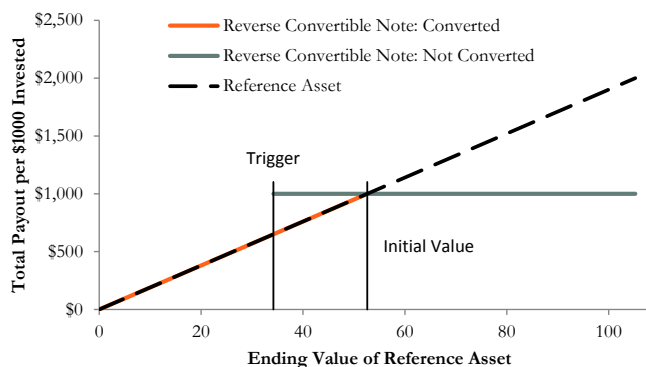 $2,500
$2,000
$1,500
$1,000
$500
$0
Total Payout per $1000 Invested
Reverse Convertible Note: Converted
Reverse Convertible Note: Not Converted
Reference Asset
Trigger
Initial Value
0 20 40 60 80 100
Ending Value of Reference Asset